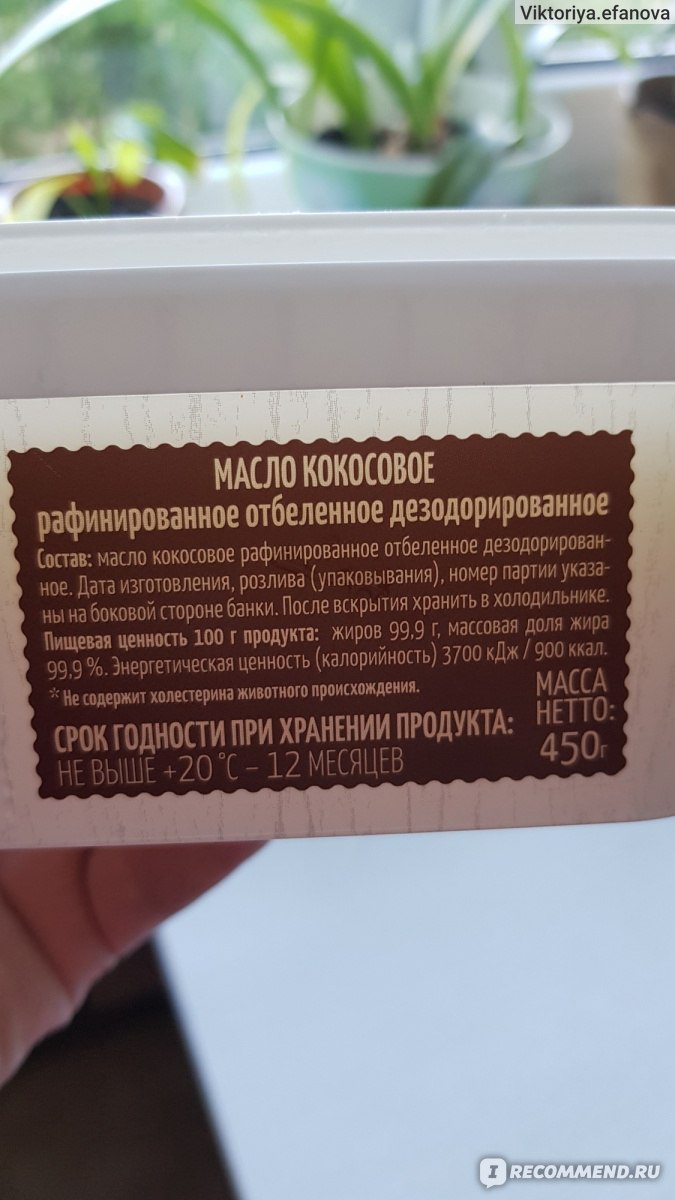 Viktoriya.efanova
МАСЛО КОКОСОВОЕ
рафинированное отбеленное дезодорированное
Состав: масло кокосовое рафинированное отбеленное дезодорирован-
ное. Дата изготовления, розлива (упаковывания), номер партии указа-
ны на боковой стороне банки. После вскрытия хранить в холодильнике.
Пищевая ценность 100 г продукта: жиров 99,9 г, массовая доля жира
99,9 %. Энергетическая ценность (калорийность) 3700 кДж / 900 ккал.
* Не содержит холестерина животного происхождения.
СРОК ГОДНОСТИ ПРИ ХРАНЕНИИ ПРОДУКТА:
НЕ ВЫШЕ +20 °С – 12 МЕСЯЦЕВ
МАССА
НЕТТО:
450г
IRECOMMEND.RU